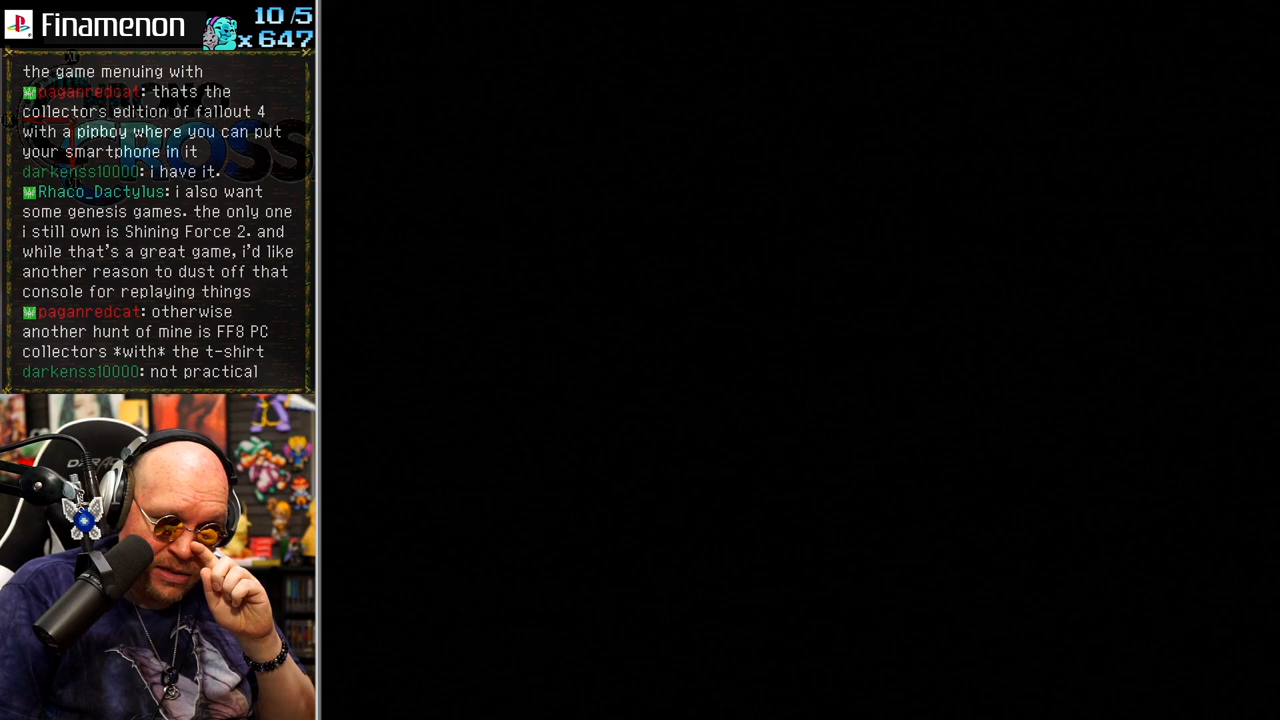 Finamenon
10/5
x647
the game menuing with
paganredcat: thats the
collectors edition of fallout 4
with a pipboy where you can put
your smartphone in it
darkenss10000: i have it.
Rhaco_Dactylus: i also want
some genesis games. the only one
i still own is Shining Force 2. and
while that's a great game, i'd like
another reason to dust off that
console for replaying things
paganredcat: otherwise
another hunt of mine is FF8 PC
collectors *with* the t-shirt
darkenss10000: not practical
CROSS